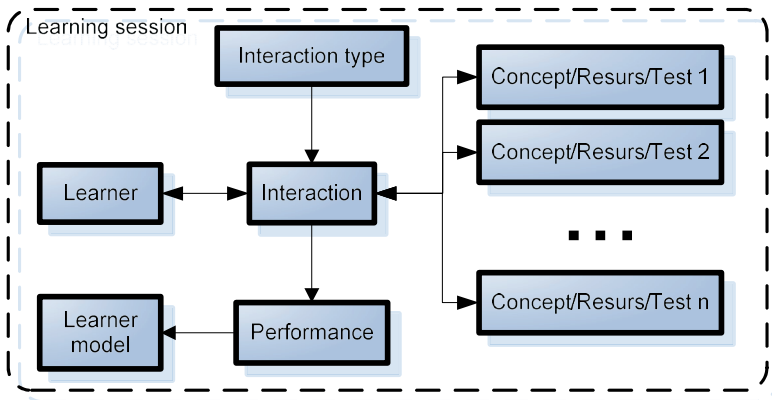 Learning session
Interaction type
Concept/Resurs/Test 1
Concept/Resurs/Test 2
Learner
Interaction
. . .
Concept/Resurs/Test n
Learner
model
Performance